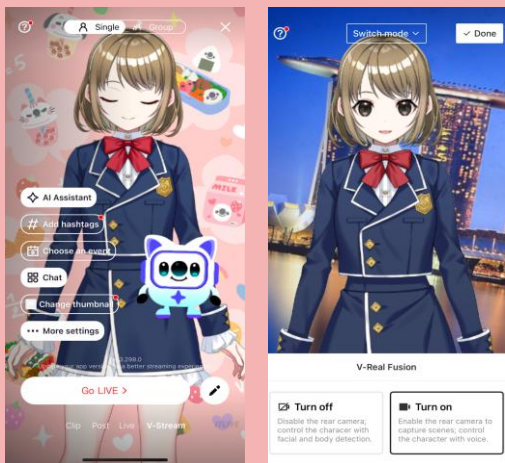 Single
Group
AI Assistant
# Add hashtags
Choose an event
Chat
Change thumbnail
••• More settings
Go LIVE >
Clip Post Live V-Stream
MILK
Switch mode
✓ Done
V-Real Fusion
Turn off
Disable the rear camera;
control the characer with
facial and body detection.
Turn on
Enable the rear camera to
capture scenes; control
the character with voice.